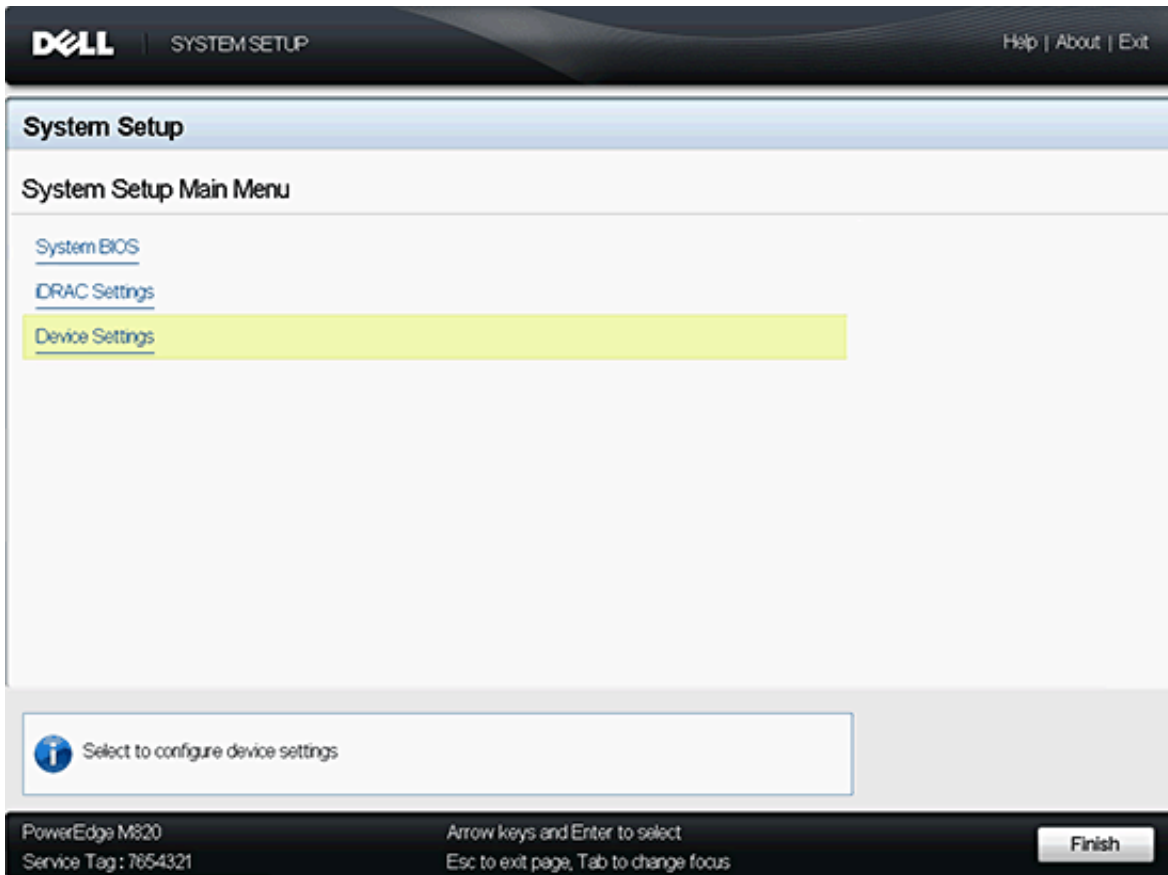 DELL
SYSTEM SETUP
Help | About | Exit
System Setup
System Setup Main Menu
System BIOS
iDRAC Settings
Device Settings
Select to configure device settings
PowerEdge M820
Arrow keys and Enter to select
Service Tag : 7654321
Esc to exit page, Tab to change focus
Finish